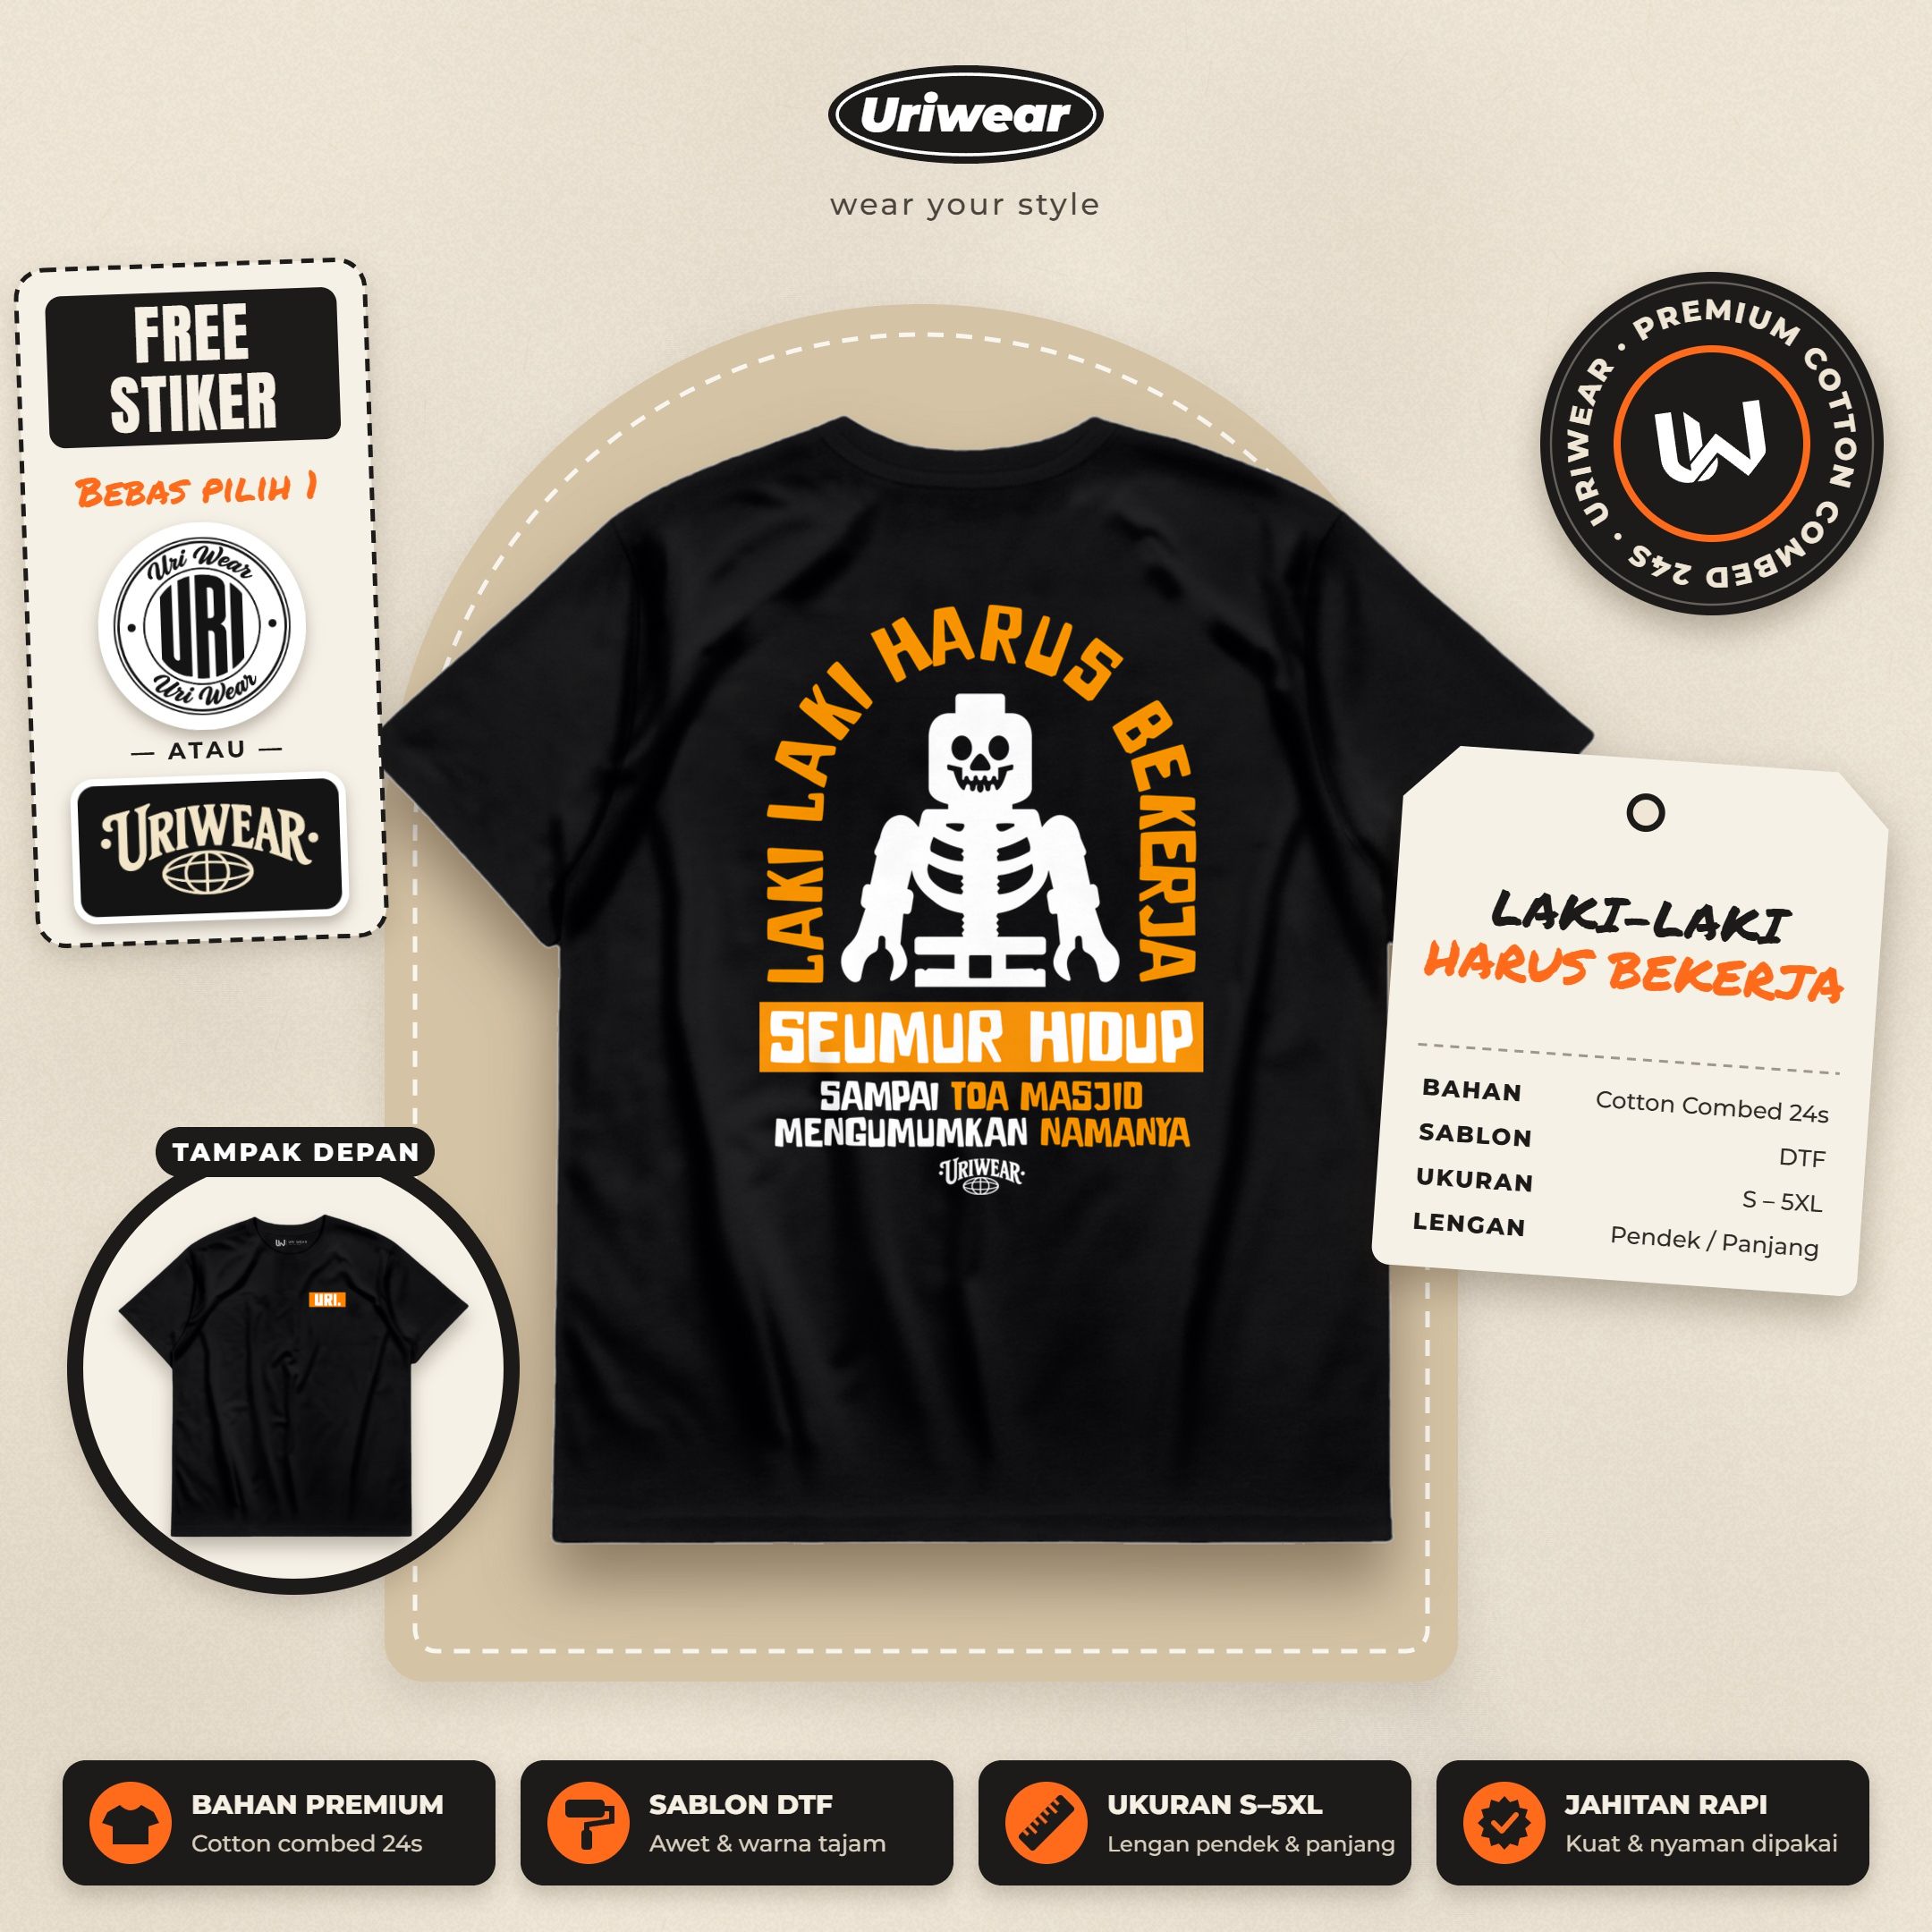 Uriwear
wear your style
FREE
STIKER
BEBAS PILIH 1
Uri Wear
URI
Uri Wear
— ATAU —
URIWEAR
URIWEAR • PREMIUM COTTON COMBED 24S •
LAKI LAKI HARUS BEKERJA
SEUMUR HIDUP
SAMPAI TOA MASJID
MENGUMUMKAN NAMANYA
URIWEAR
LAKI-LAKI
HARUS BEKERJA
BAHAN Cotton Combed 24s
SABLON DTF
UKURAN S – 5XL
LENGAN Pendek / Panjang
TAMPAK DEPAN
URI.
BAHAN PREMIUM
Cotton combed 24s
SABLON DTF
Awet & warna tajam
UKURAN S–5XL
Lengan pendek & panjang
JAHITAN RAPI
Kuat & nyaman dipakai